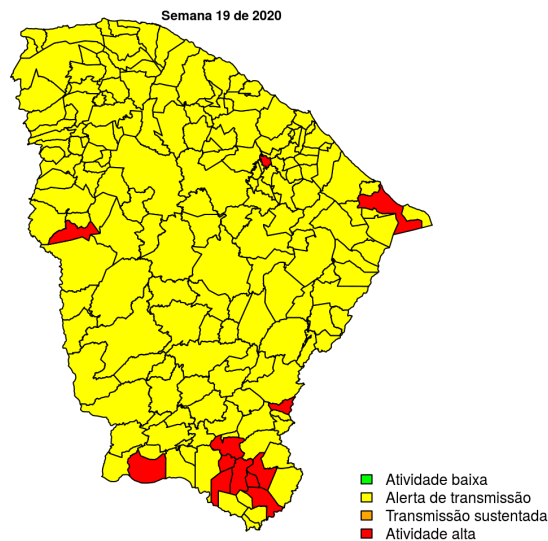 Semana 19 de 2020
Atividade baixa
Alerta de transmissão
Transmissão sustentada
Atividade alta